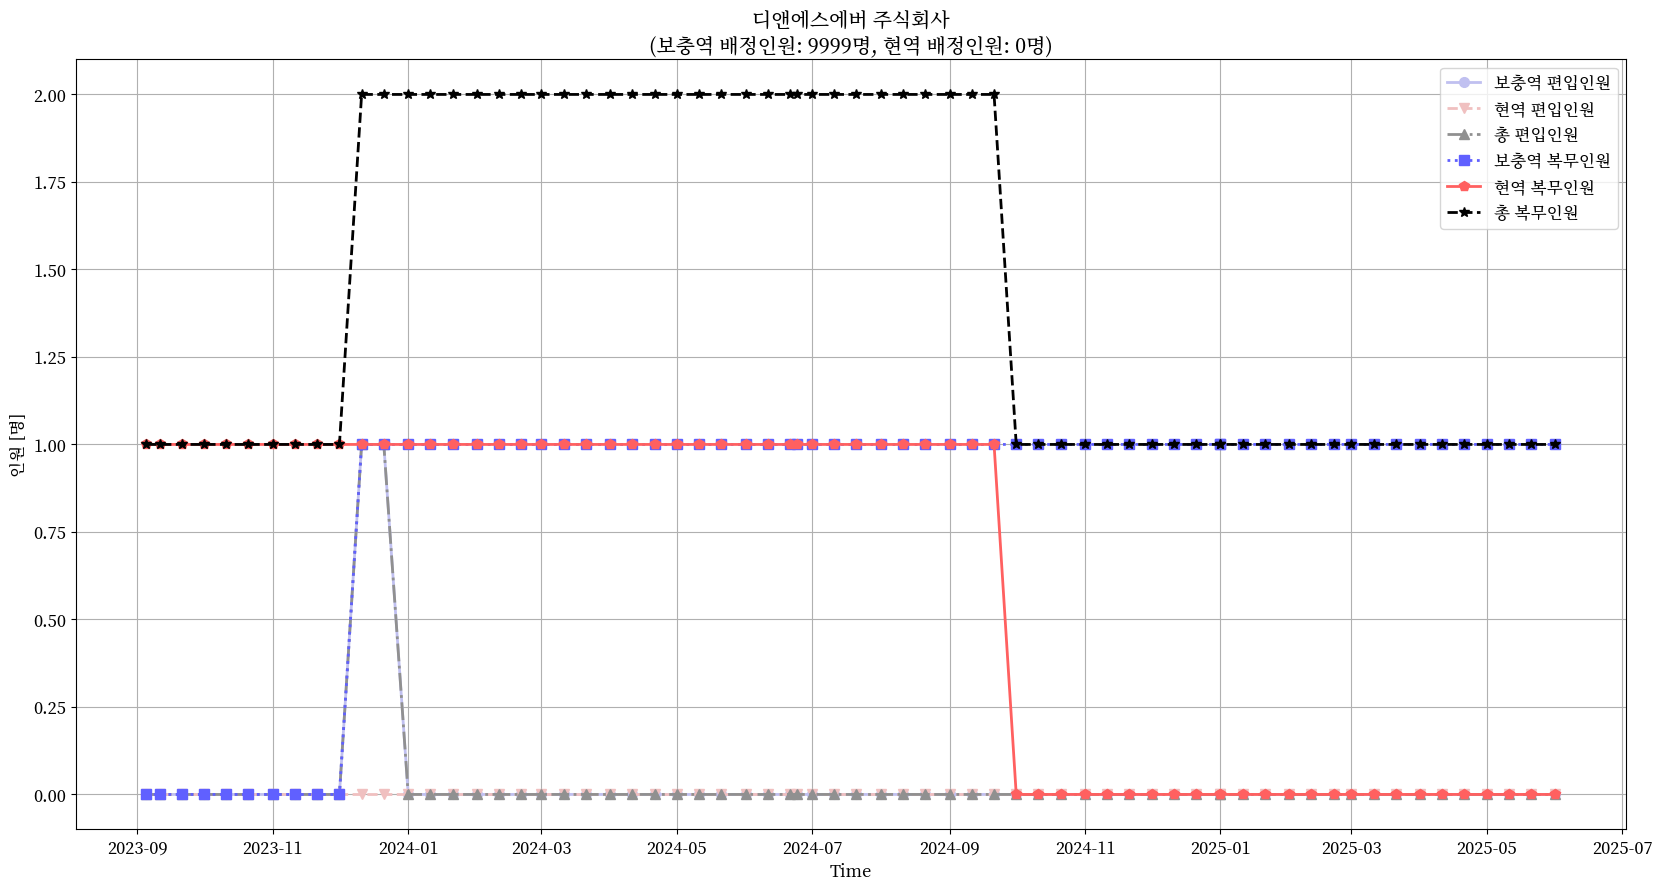 디앤에스에버 주식회사
(보충역 배정인원: 9999명, 현역 배정인원: 0명)
보충역 편입인원
현역 편입인원
총 편입인원
보충역 복무인원
현역 복무인원
총 복무인원
인원 [명]
2.00
1.75
1.50
1.25
1.00
0.75
0.50
0.25
0.00
2023-09
2023-11
2024-01
2024-03
2024-05
2024-07
2024-09
2024-11
2025-01
2025-03
2025-05
2025-07
Time